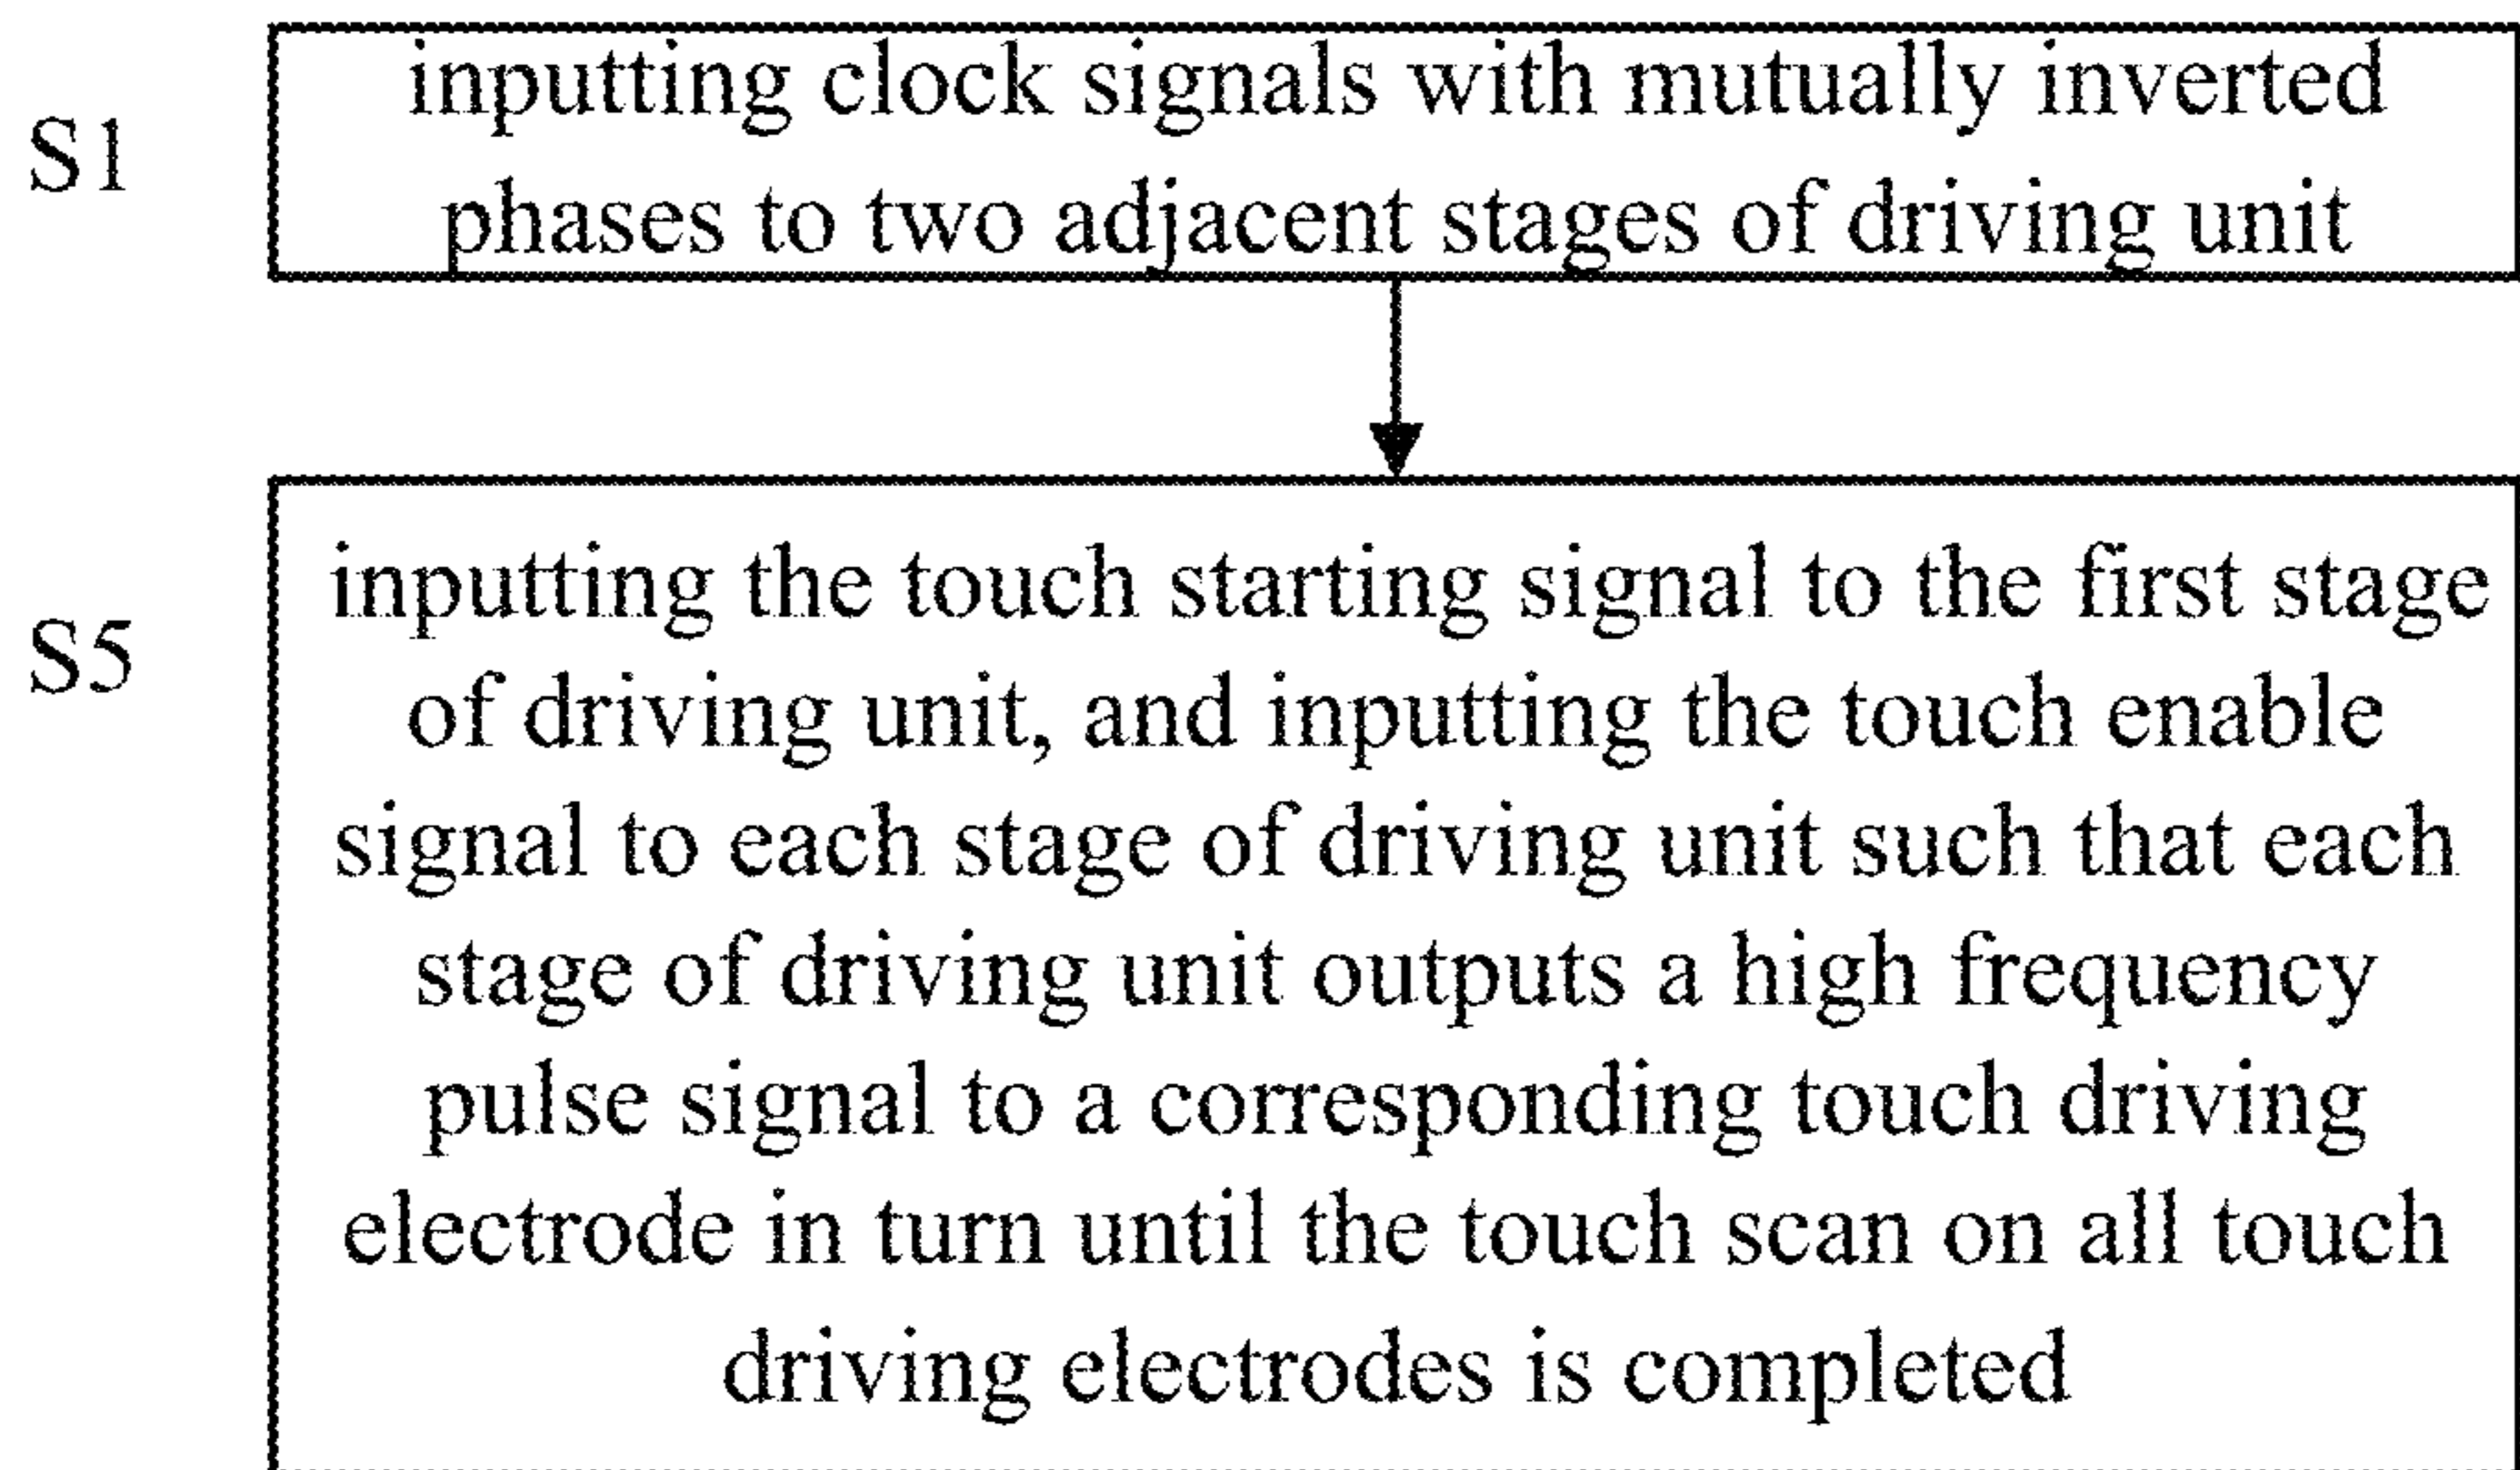 S1
inputting clock signals with mutually inverted
phases to two adjacent stages of driving unit
S5
inputting the touch starting signal to the first stage
of driving unit, and inputting the touch enable
signal to each stage of driving unit such that each
stage of driving unit outputs a high frequency
pulse signal to a corresponding touch driving
electrode in turn until the touch scan on all touch
driving electrodes is completed